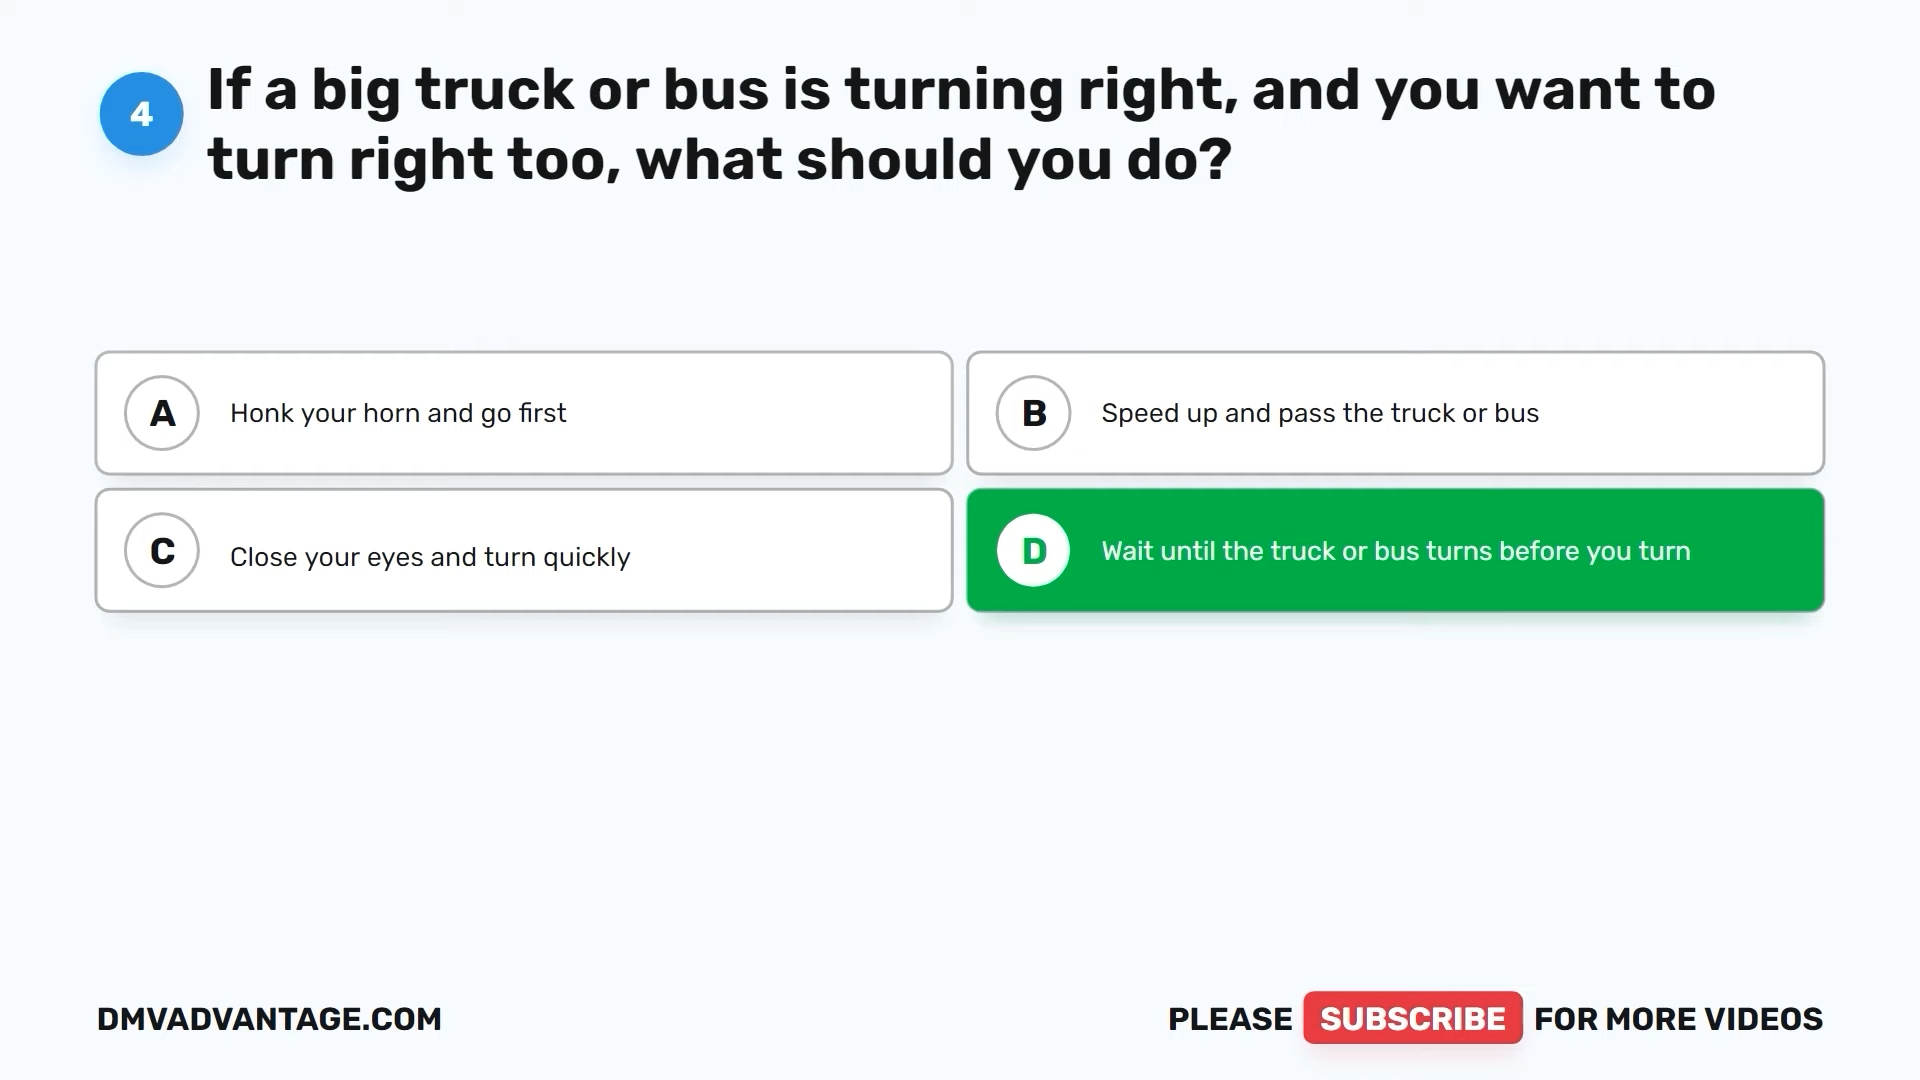 4
If a big truck or bus is turning right, and you want to
turn right too, what should you do?
A
Honk your horn and go first
B
Speed up and pass the truck or bus
C
Close your eyes and turn quickly
D
Wait until the truck or bus turns before you turn
DMVADVANTAGE.COM
PLEASE SUBSCRIBE FOR MORE VIDEOS